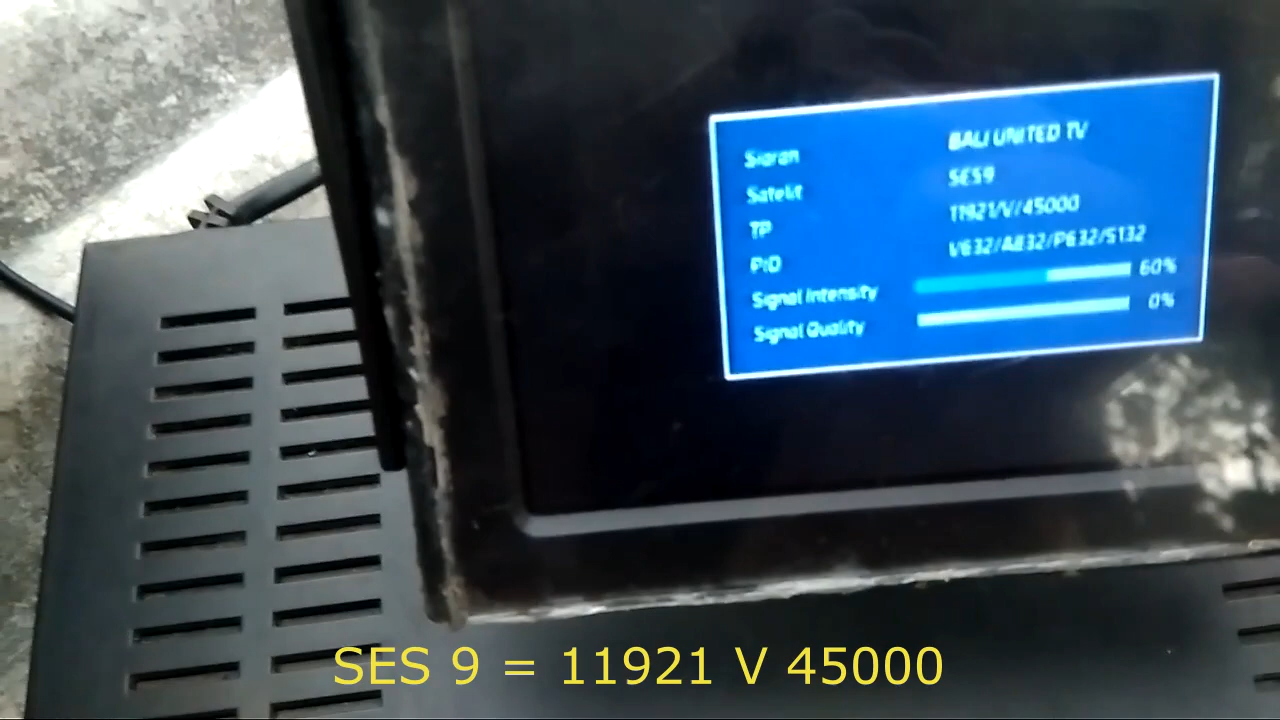 Siaran BALI UNITED TV
Satelit SES9
TP 11921/V/45000
PID V632/A832/P632/S132
Signal Intensity 60%
Signal Quality 0%
SES 9 = 11921 V 45000